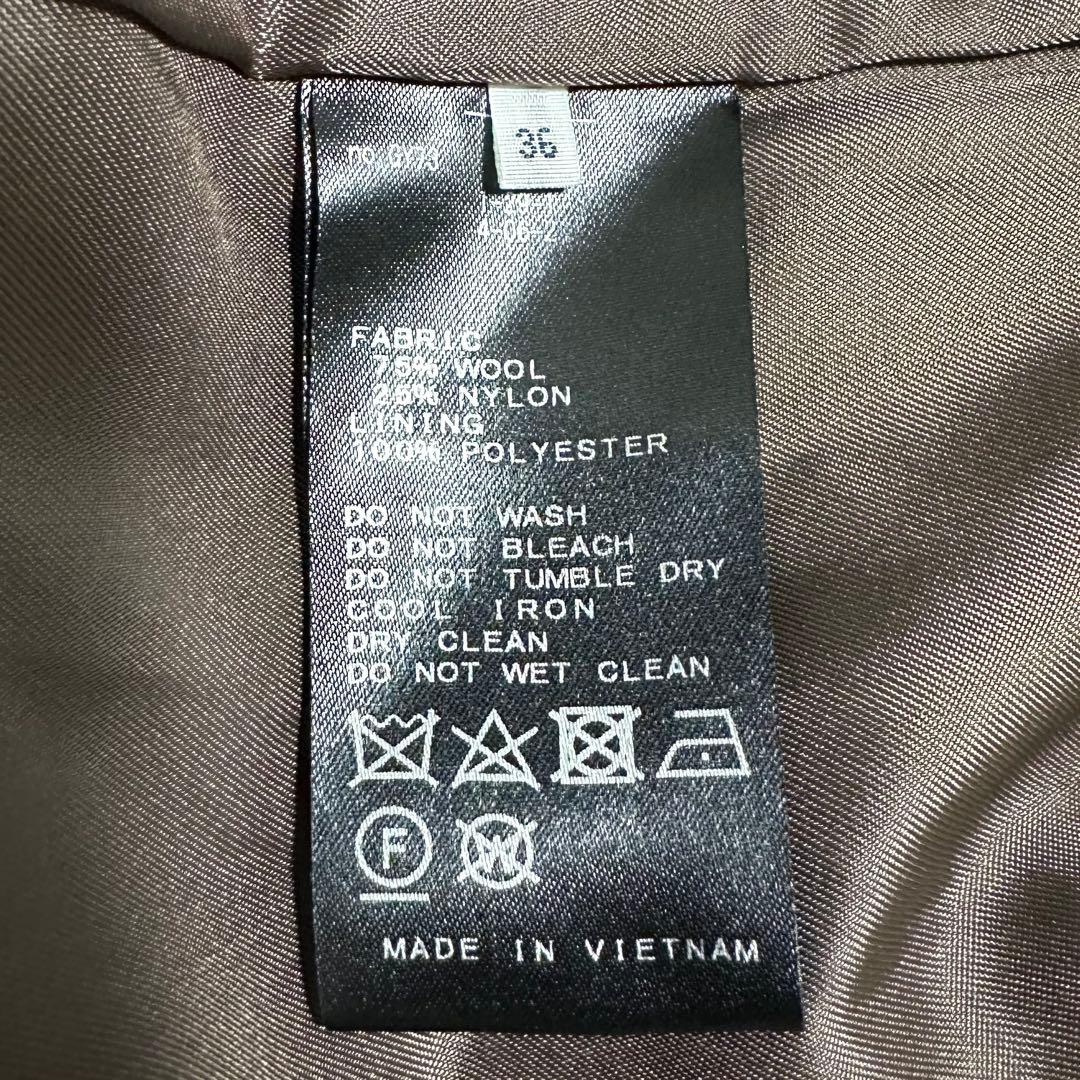 36
FABRIC
75% WOOL
25% NYLON
LINING
100% POLYESTER
DO NOT WASH
DO NOT BLEACH
DO NOT TUMBLE DRY
COOL IRON
DRY CLEAN
DO NOT WET CLEAN
F
W
MADE IN VIETNAM